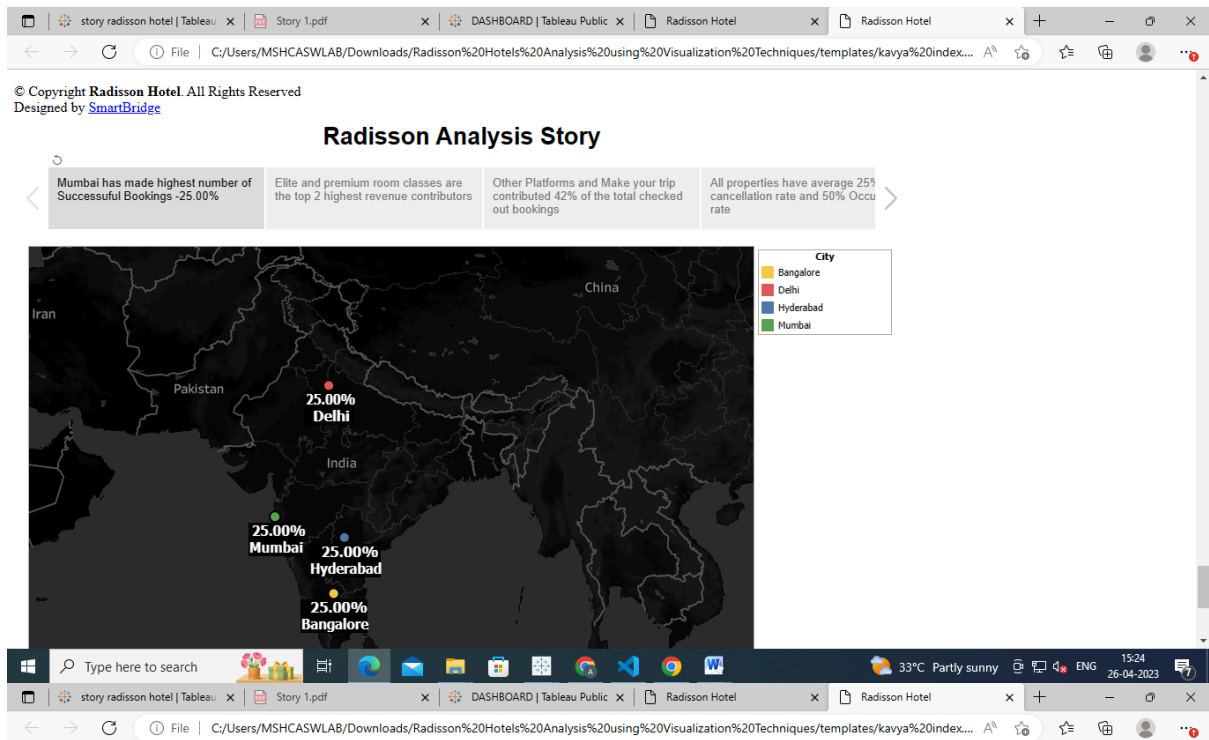 story radisson hotel | Tableau
Story 1.pdf
DASHBOARD | Tableau Public
Radisson Hotel
Radisson Hotel
File | C:/Users/MSHCASWLAB/Downloads/Radisson%20Hotels%20Analysis%20using%20Visualization%20Techniques/templates/kavya%20index....
© Copyright Radisson Hotel. All Rights Reserved
Designed by SmartBridge
Radisson Analysis Story
Mumbai has made highest number of
Successuful Bookings -25.00%
Elite and premium room classes are
the top 2 highest revenue contributors
Other Platforms and Make your trip
contributed 42% of the total checked
out bookings
All properties have average 25%
cancellation rate and 50% Occu
rate
City
Bangalore
Delhi
Hyderabad
Mumbai
China
Iran
Pakistan
25.00%
Delhi
India
25.00%
Mumbai
25.00%
Hyderabad
25.00%
Bangalore
Type here to search
33°C Partly sunny
ENG
15:24
26-04-2023
7
story radisson hotel | Tableau
Story 1.pdf
DASHBOARD | Tableau Public
Radisson Hotel
Radisson Hotel
File | C:/Users/MSHCASWLAB/Downloads/Radisson%20Hotels%20Analysis%20using%20Visualization%20Techniques/templates/kavya%20index....